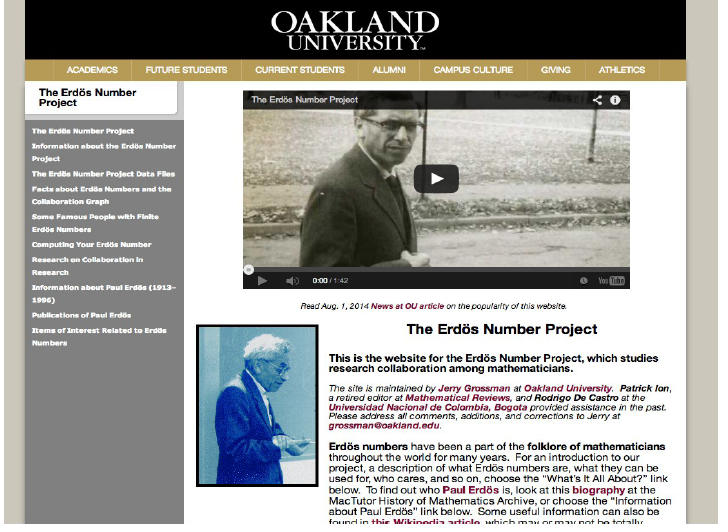 OAKLAND
UNIVERSITY
ACADEMICS FUTURE STUDENTS CURRENT STUDENTS ALUMNI CAMPUS CULTURE GIVING ATHLETICS
The Erdös Number
Project
The Erdös Number Project
Information about the Erdös Number
Project
The Erdös Number Project Data Files
Facts about Erdös Numbers and the
Collaboration Graph
Some Famous People with Finite
Erdös Numbers
Computing Your Erdös Number
Research on Collaboration in
Research
Information about Paul Erdös (1913–
1996)
Publications of Paul Erdös
Items of Interest Related to Erdös
Numbers
The Erdös Number Project
0:00 / 1:42
YouTube
Read Aug. 1, 2014 News at OU article on the popularity of this website.
The Erdös Number Project
This is the website for the Erdös Number Project, which studies
research collaboration among mathematicians.
The site is maintained by Jerry Grossman at Oakland University. Patrick Ion,
a retired editor at Mathematical Reviews, and Rodrigo De Castro at the
Universidad Nacional de Colombia, Bogota provided assistance in the past.
Please address all comments, additions, and corrections to Jerry at
grossman@oakland.edu.
Erdös numbers have been a part of the folklore of mathematicians
throughout the world for many years. For an introduction to our
project, a description of what Erdös numbers are, what they can be
used for, who cares, and so on, choose the “What's It All About?” link
below. To find out who Paul Erdös is, look at this biography at the
MacTutor History of Mathematics Archive, or choose the “Information
about Paul Erdös” link below. Some useful information can also be
found in this Wikipedia article, which may or may not be totally